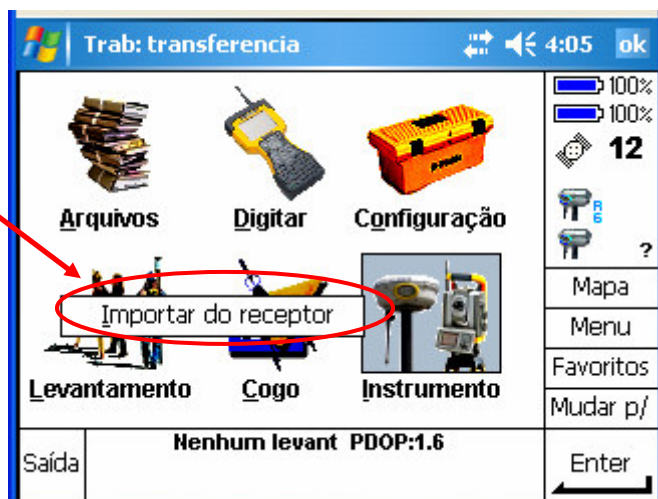 Trab: transferencia 4:05 ok
100%
100%
12
Arquivos Digitar Configuração
R
6
?
Importar do receptor
Mapa
Menu
Favoritos
Mudar p/
Levantamento Cogo Instrumento
Nenhum levant PDOP:1.6
Saída
Enter